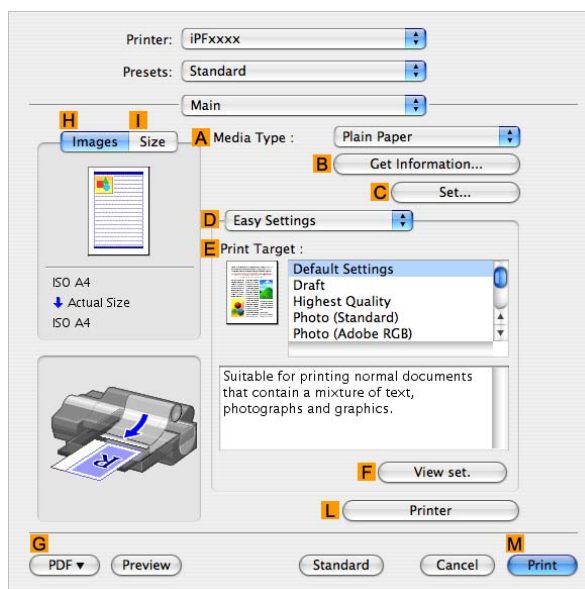 Printer: iPFxxxx
Presets: Standard
Main
H I
Images Size
A Media Type : Plain Paper
B Get Information...
C Set...
D Easy Settings
E Print Target :
Default Settings
Draft
Highest Quality
Photo (Standard)
Photo (Adobe RGB)
ISO A4
Actual Size
ISO A4
Suitable for printing normal documents
that contain a mixture of text,
photographs and graphics.
R
F View set.
L Printer
G M
PDF Preview Standard Cancel Print